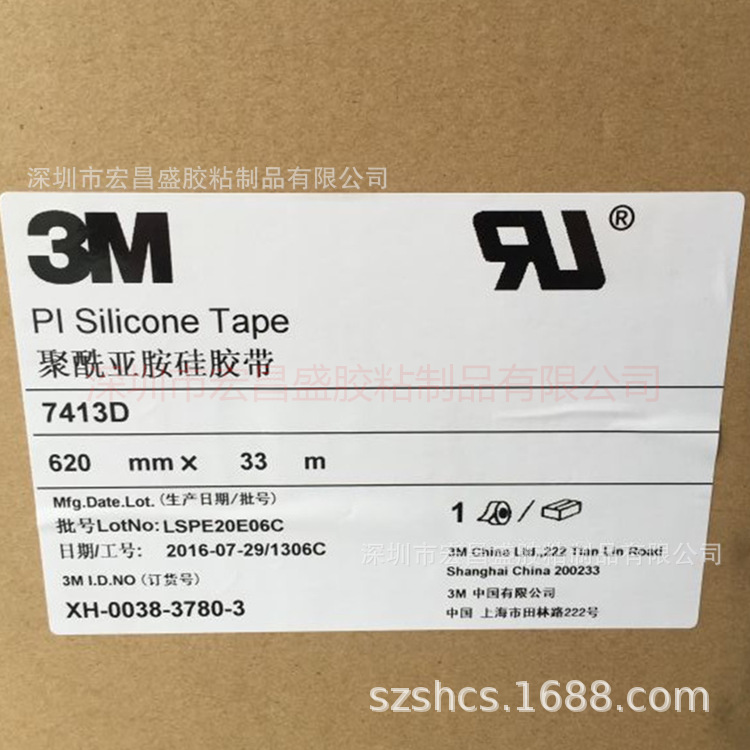 深圳市宏昌盛胶粘制品有限公司
3M
RU®
PI Silicone Tape
聚酰亚胺硅胶带
深圳市宏昌盛胶粘制品有限公司
7413D
620 mm × 33 m
Mfg.Date.Lot. (生产日期/批号)
批号LotNo: LSPE20E06C
日期/工号: 2016-07-29/1306C
3M I.D.NO (订货号)
XH-0038-3780-3
1 /
深圳市宏昌盛胶粘制品有限公司
3M China Ltd.,222 Tian Lin Road
Shanghai China 200233
3M 中国有限公司
中国 上海市田林路222号
szshcs.1688.com